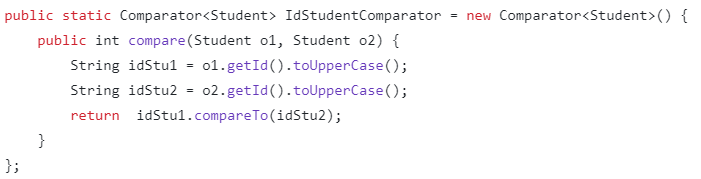 public static Comparator<Student> IdStudentComparator = new Comparator<Student>() {
    public int compare(Student o1, Student o2) {
        String idStu1 = o1.getId().toUpperCase();
        String idStu2 = o2.getId().toUpperCase();
        return  idStu1.compareTo(idStu2);
    }
};